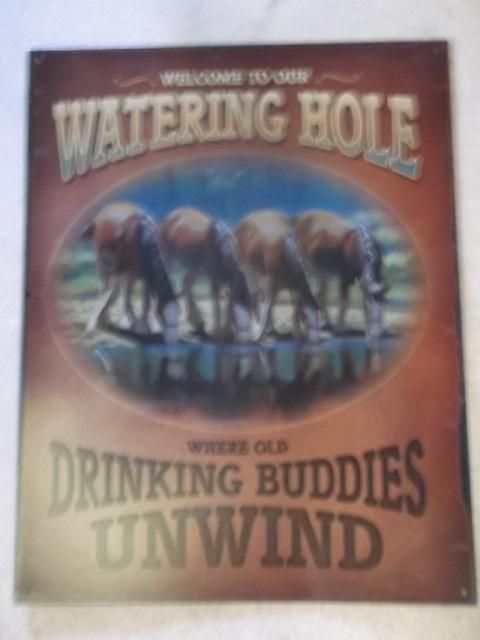 WELCOME TO OUR
WATERING HOLE
WHERE OLD
DRINKING BUDDIES
UNWIND